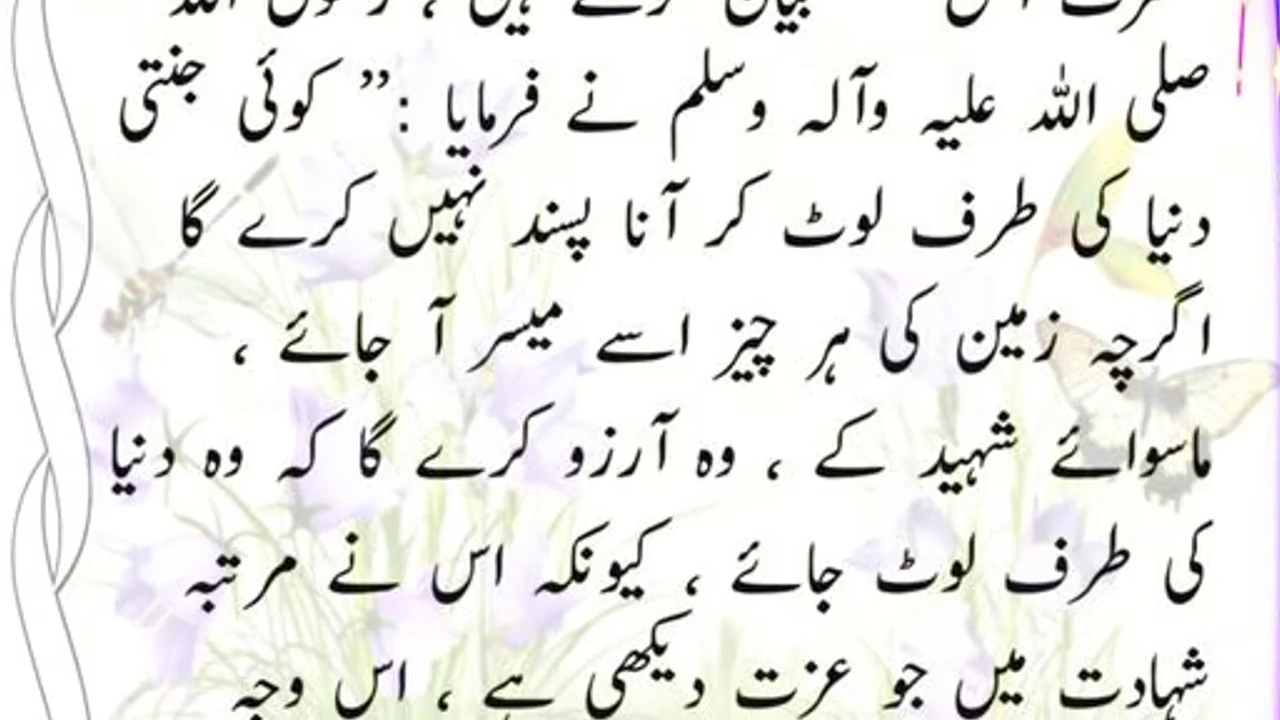 بیان کرتے ہیں ، رسول اللہ
صلی اللہ علیہ وآلہ وسلم نے فرمایا :” کوئی جنتی
دنیا کی طرف لوٹ کر آنا پسند نہیں کرے گا
اگرچہ زمین کی ہر چیز اسے میسر آ جائے ،
ماسوائے شہید کے ، وہ آرزو کرے گا کہ وہ دنیا
کی طرف لوٹ جائے ، کیونکہ اس نے مرتبہ
شہادت میں جو عزت دیکھی ہے ، اس وجہ